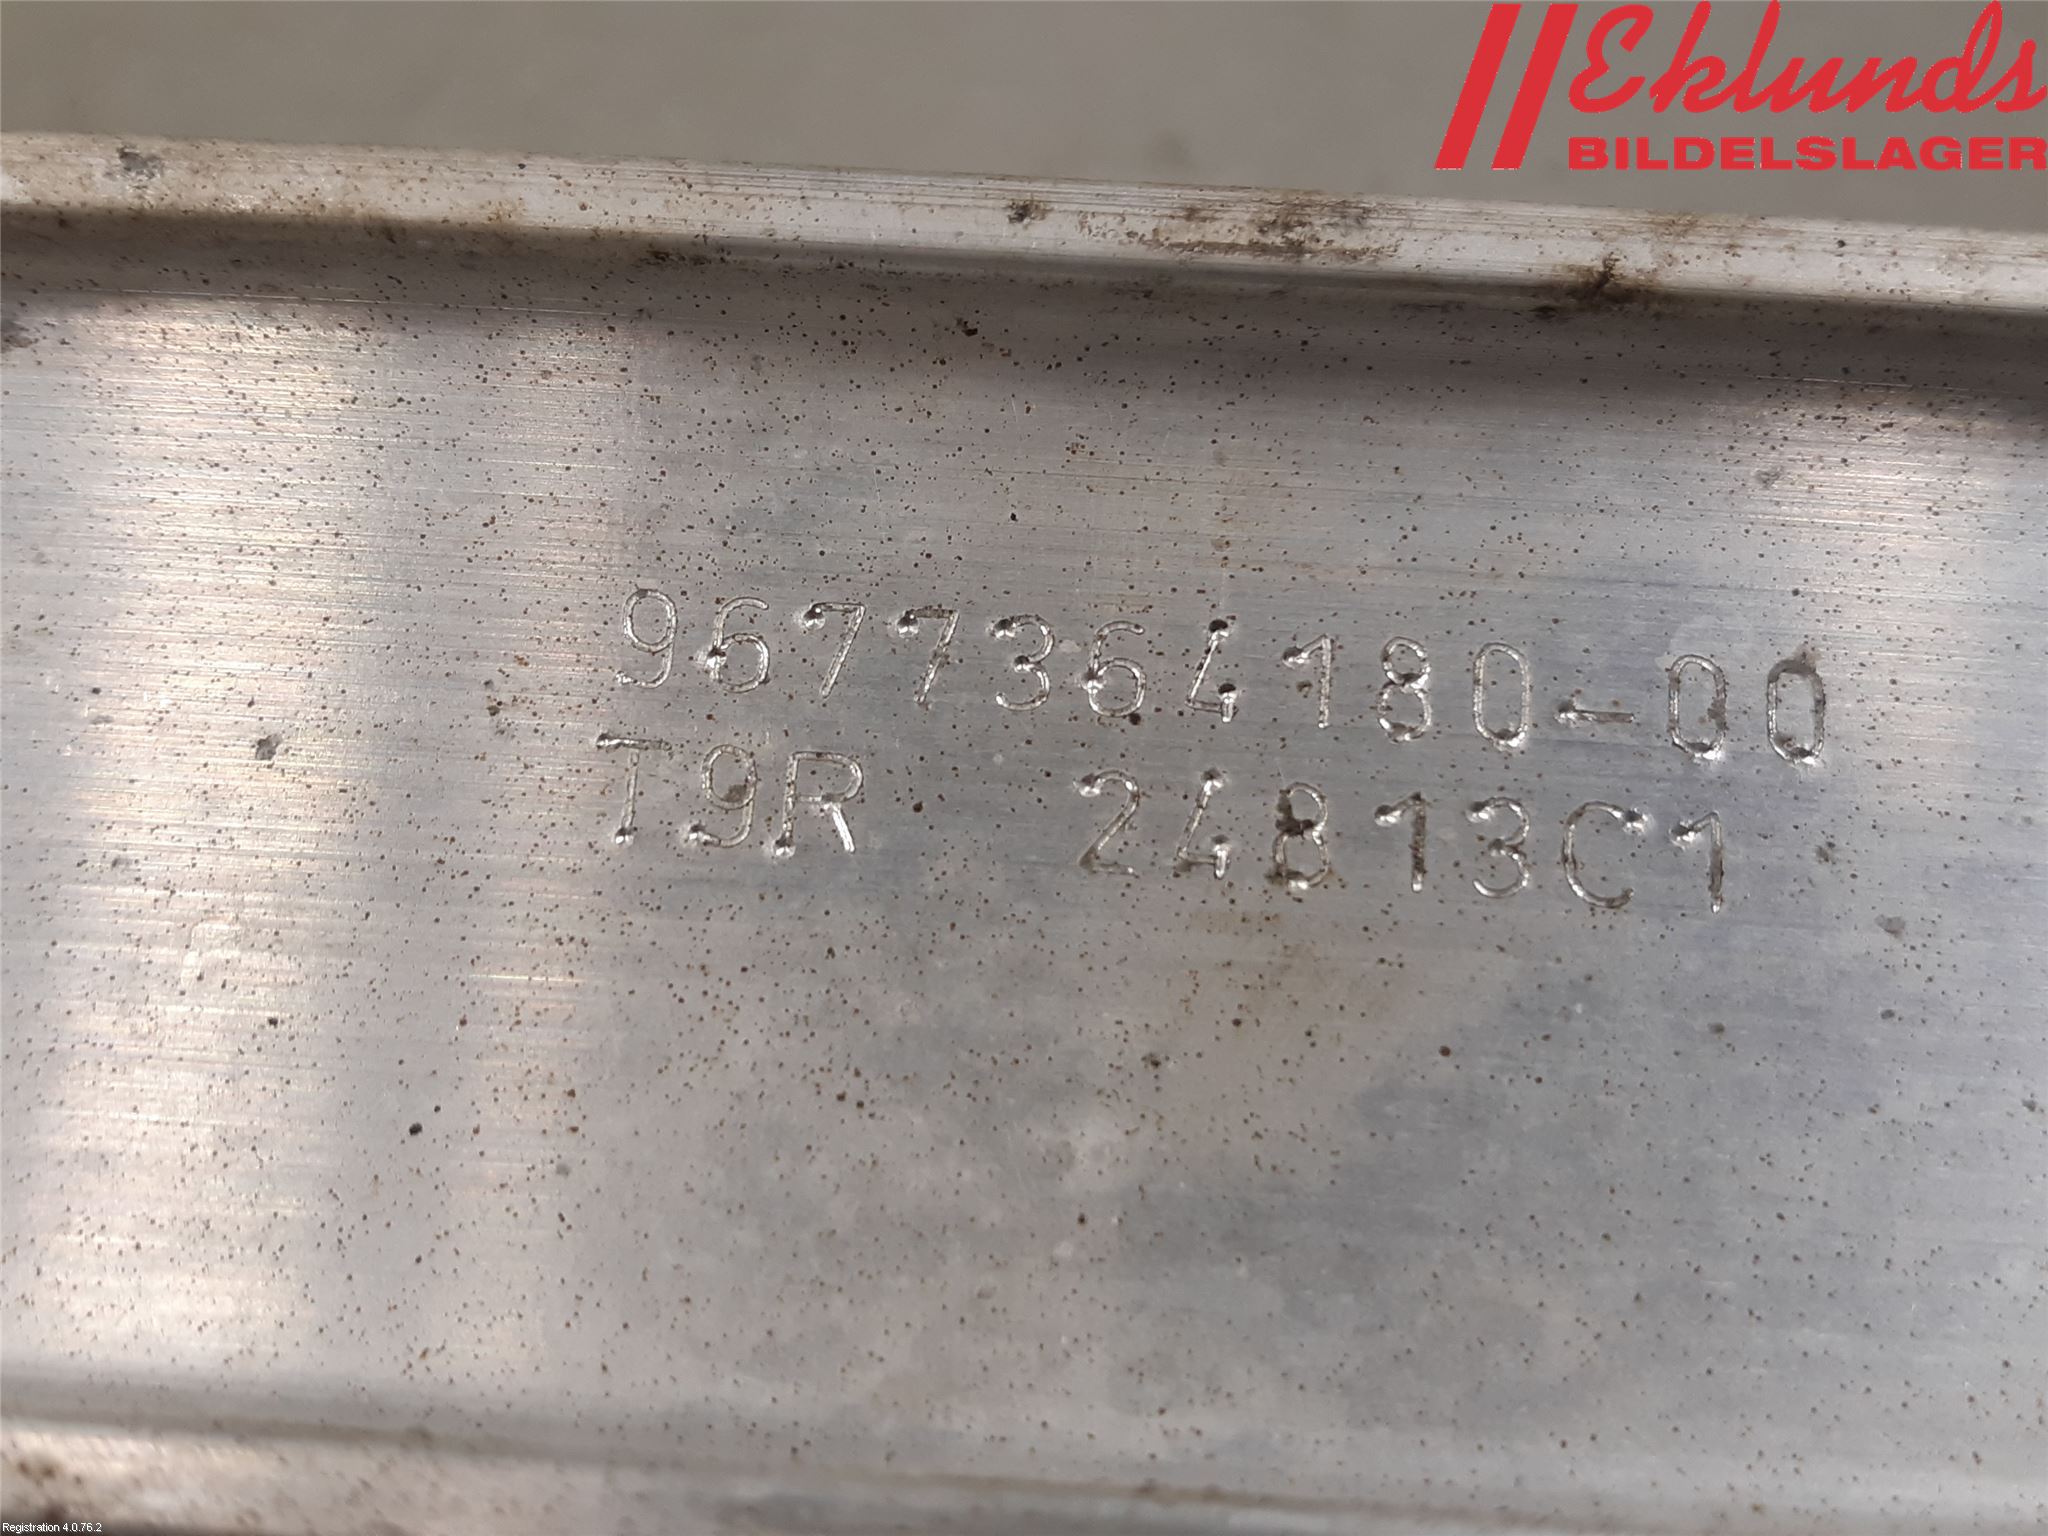 Eklunds
BILDELSLAGER
9677364180-00
T9R 24813C1
Registration 4.0.76.2